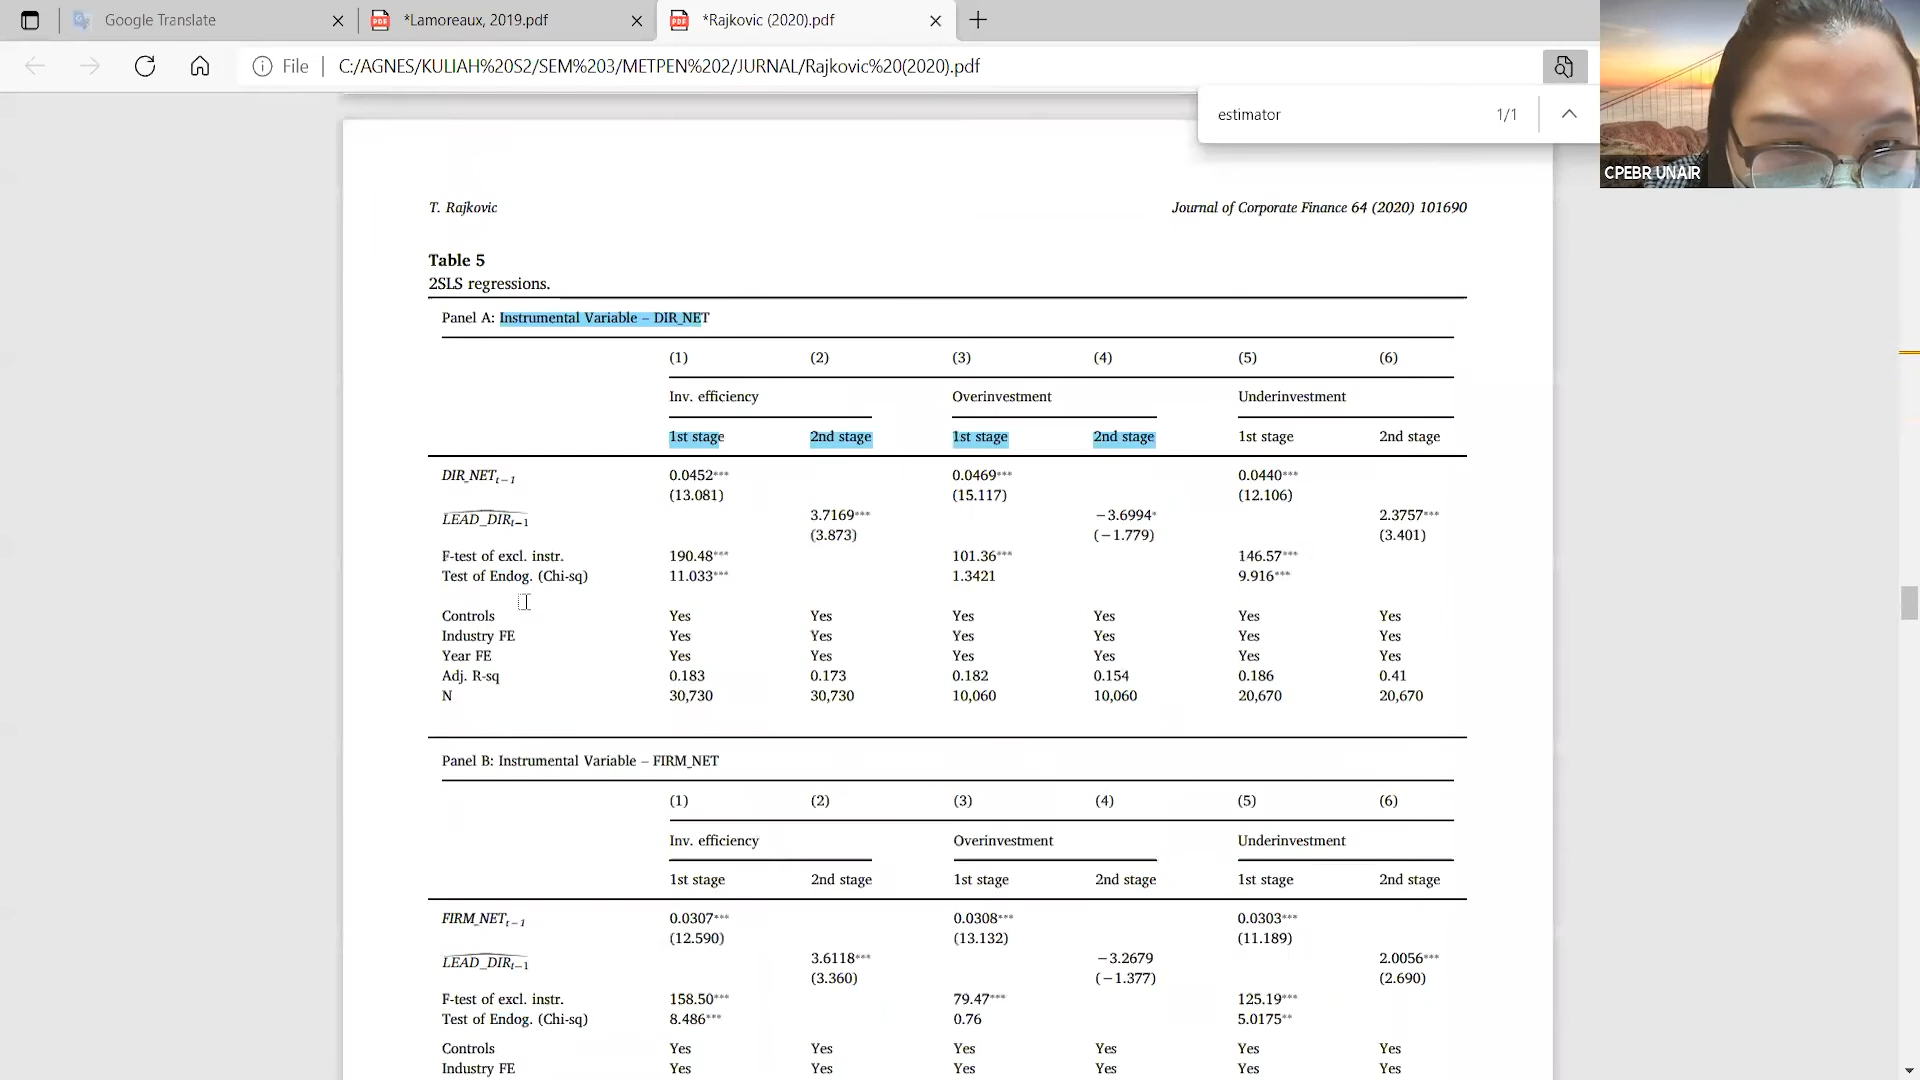 Google Translate
*Lamoreaux, 2019.pdf
*Rajkovic (2020).pdf
File
C:/AGNES/KULIAH%20S2/SEM%203/METPEN%202/JURNAL/Rajkovic%20(2020).pdf
estimator 1/1
CPEBR UNAIR
T. Rajkovic Journal of Corporate Finance 64 (2020) 101690
Table 5
2SLS regressions.
Panel A: Instrumental Variable – DIR_NET
(1) (2) (3) (4) (5) (6)
Inv. efficiency Overinvestment Underinvestment
1st stage 2nd stage 1st stage 2nd stage 1st stage 2nd stage
DIR_NETt−1 0.0452*** 0.0469*** 0.0440***
(13.081) (15.117) (12.106)
LEAD_DIRt−1 3.7169*** −3.6994* 2.3757***
(3.873) (−1.779) (3.401)
F-test of excl. instr. 190.48*** 101.36*** 146.57***
Test of Endog. (Chi-sq) 11.033*** 1.3421 9.916***
Controls Yes Yes Yes Yes Yes Yes
Industry FE Yes Yes Yes Yes Yes Yes
Year FE Yes Yes Yes Yes Yes Yes
Adj. R-sq 0.183 0.173 0.182 0.154 0.186 0.41
N 30,730 30,730 10,060 10,060 20,670 20,670
Panel B: Instrumental Variable – FIRM_NET
(1) (2) (3) (4) (5) (6)
Inv. efficiency Overinvestment Underinvestment
1st stage 2nd stage 1st stage 2nd stage 1st stage 2nd stage
FIRM_NETt−1 0.0307*** 0.0308*** 0.0303***
(12.590) (13.132) (11.189)
LEAD_DIRt−1 3.6118*** −3.2679 2.0056***
(3.360) (−1.377) (2.690)
F-test of excl. instr. 158.50*** 79.47*** 125.19***
Test of Endog. (Chi-sq) 8.486*** 0.76 5.0175**
Controls Yes Yes Yes Yes Yes Yes
Industry FE Yes Yes Yes Yes Yes Yes